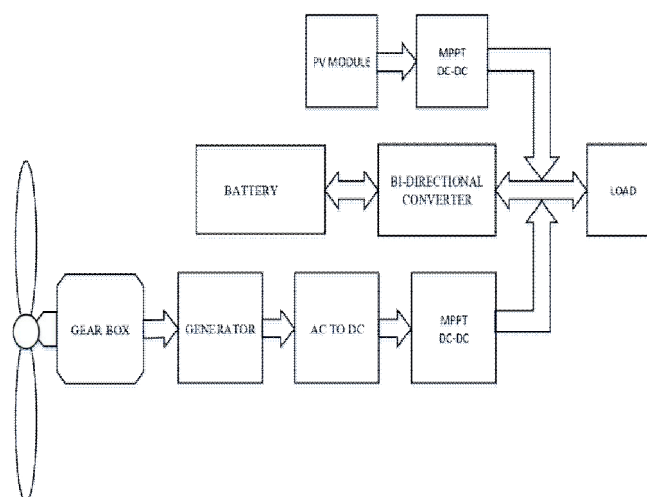 PV MODULE
MPPT
DC-DC
BATTERY
BI-DIRECTIONAL
CONVERTER
LOAD
GEAR BOX
GENERATOR
AC TO DC
MPPT
DC-DC